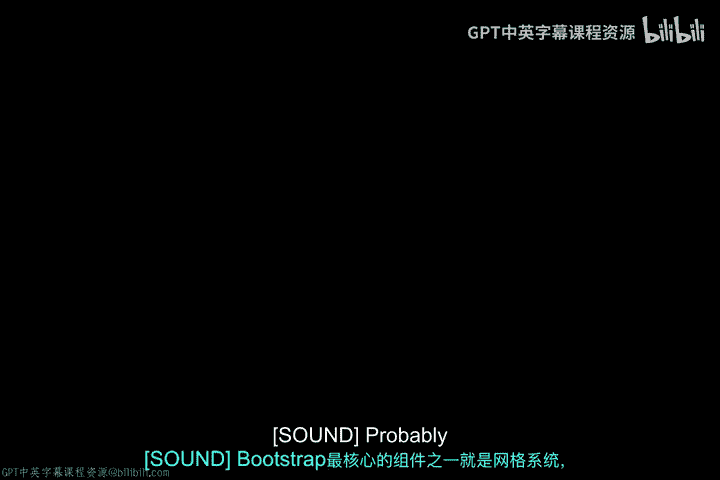 GPT中英字幕课程资源 bilibili
[SOUND] Probably
[SOUND] Bootstrap最核心的组件之一就是网格系统，
GPT中英字幕课程资源@bilibili.com